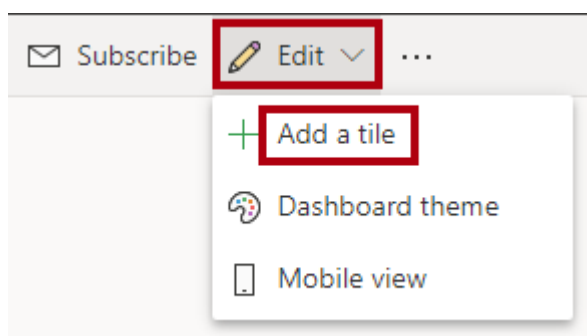 Subscribe Edit ...
Add a tile
Dashboard theme
Mobile view